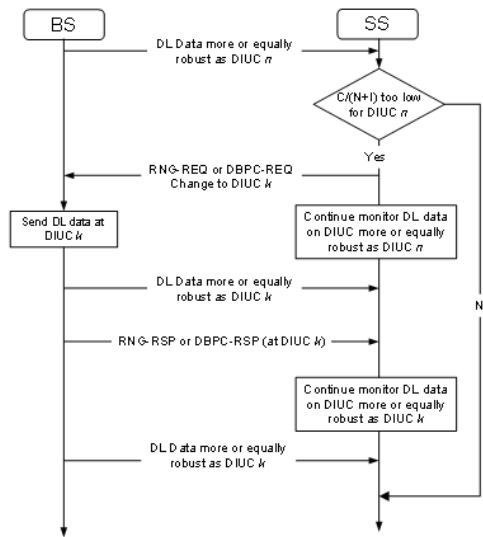 BS
SS
DL Data more or equally
robust as DIUC n
C/(N+I) too low
for DIUC n
Yes
RNG-REQ or DBPC-REQ
Change to DIUC k
Send DL data at
DIUC k
Continue monitor DL data
on DIUC more or equally
robust as DIUC n
DL Data more or equally
robust as DIUC k
N
RNG-RSP or DBPC-RSP (at DIUC k)
Continue monitor DL data
on DIUC more or equally
robust as DIUC k
DL Data more or equally
robust as DIUC k